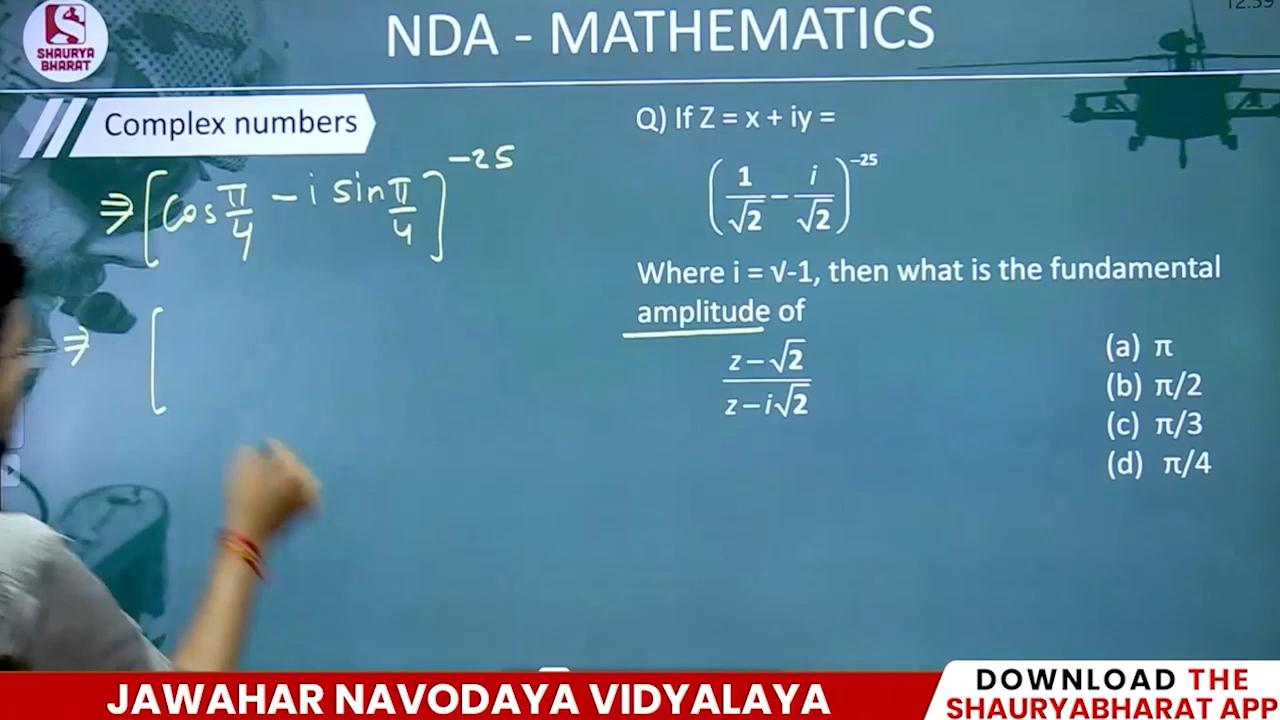 SHAURYA
BHARAT
NDA - MATHEMATICS
Complex numbers
⇒ [cos π/4 - i sin π/4]^-25
⇒ [
Q) If Z = x + iy =
(1/√2 - i/√2)^-25
Where i = √-1, then what is the fundamental
amplitude of
z-√2
z-i√2
(a) π
(b) π/2
(c) π/3
(d) π/4
JAWAHAR NAVODAYA VIDYALAYA
DOWNLOAD THE
SHAURYABHARAT APP